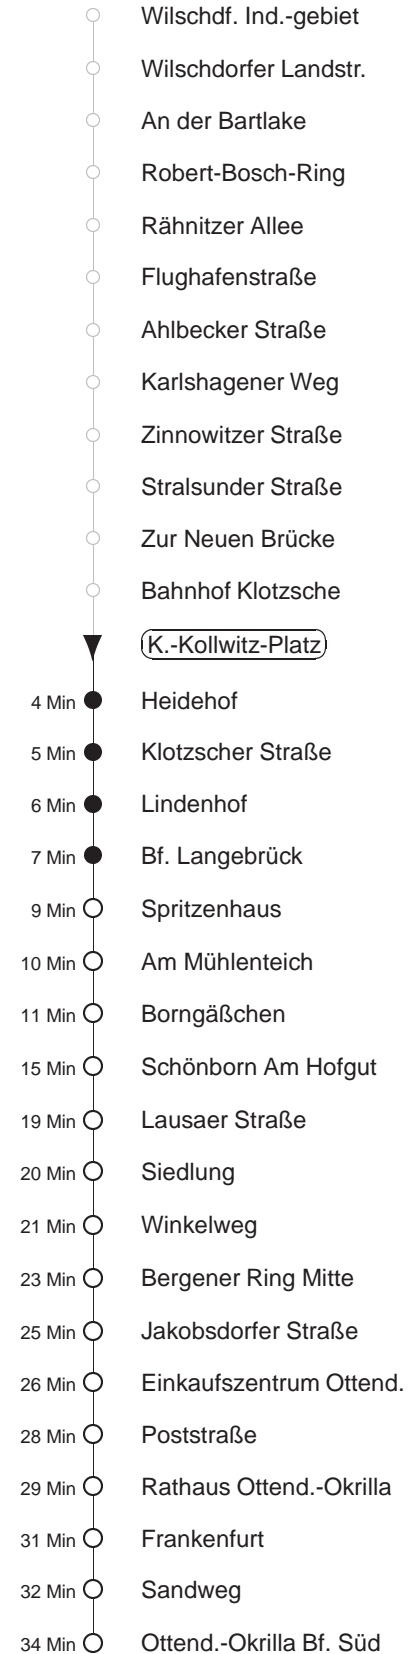 Wilschdf. Ind.-gebiet
Wilschdorfer Landstr.
An der Bartlake
Robert-Bosch-Ring
Rähnitzer Allee
Flughafenstraße
Ahlbecker Straße
Karlshagener Weg
Zinnowitzer Straße
Stralsunder Straße
Zur Neuen Brücke
Bahnhof Klotzsche
K.-Kollwitz-Platz
4 Min Heidehof
5 Min Klotzscher Straße
6 Min Lindenhof
7 Min Bf. Langebrück
9 Min Spritzenhaus
10 Min Am Mühlenteich
11 Min Borngäßchen
15 Min Schönborn Am Hofgut
19 Min Lausaer Straße
20 Min Siedlung
21 Min Winkelweg
23 Min Bergener Ring Mitte
25 Min Jakobsdorfer Straße
26 Min Einkaufszentrum Ottend.
28 Min Poststraße
29 Min Rathaus Ottend.-Okrilla
31 Min Frankenfurt
32 Min Sandweg
34 Min Ottend.-Okrilla Bf. Süd